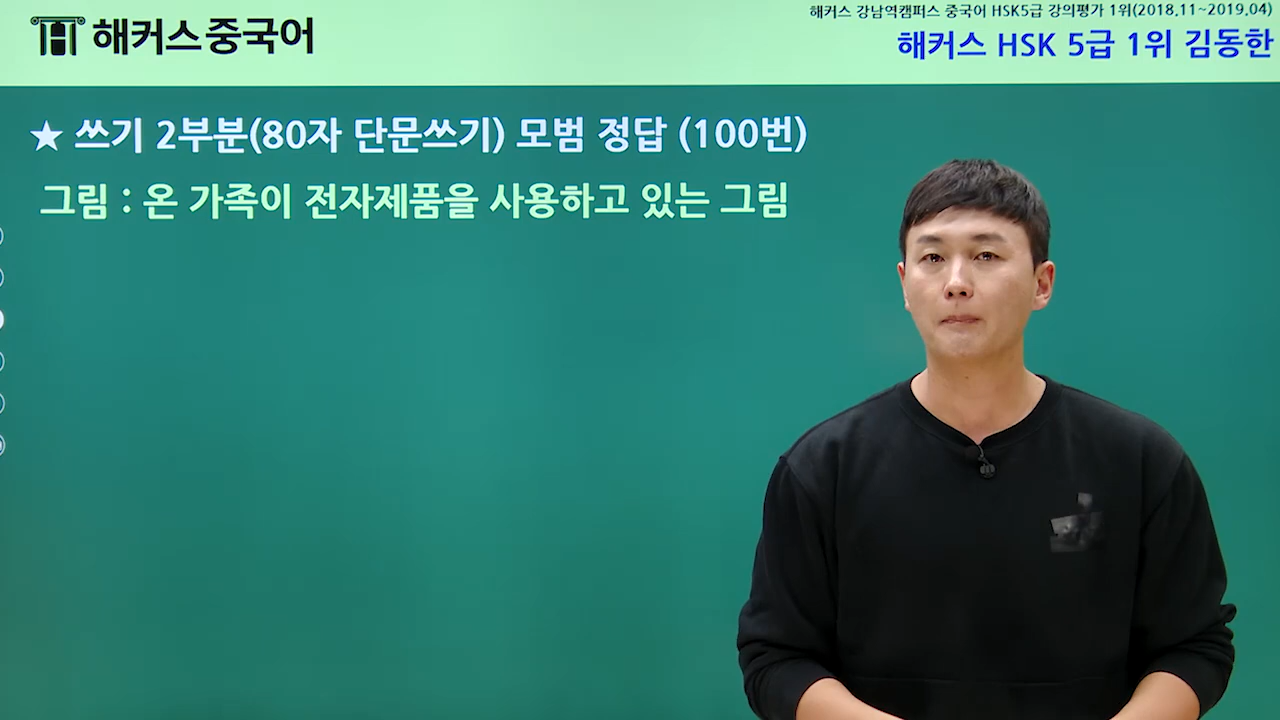 해커스중국어
해커스 강남역캠퍼스 중국어 HSK5급 강의평가 1위(2018.11~2019.04)
해커스 HSK 5급 1위 김동한
★ 쓰기 2부분(80자 단문쓰기) 모범 정답 (100번)
그림 : 온 가족이 전자제품을 사용하고 있는 그림